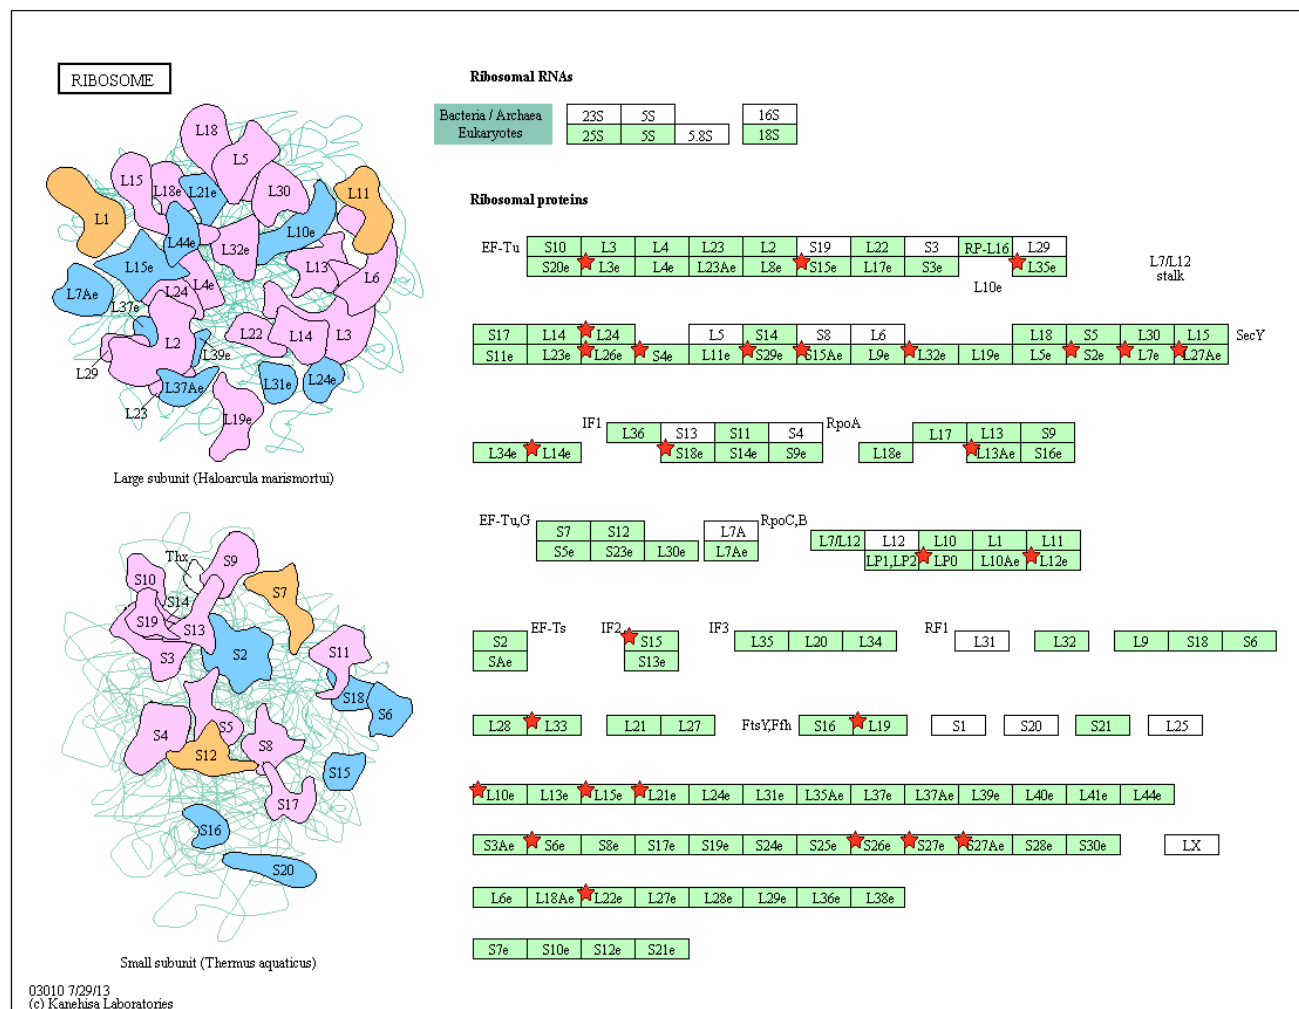 RIBOSOME
Ribosomal RNAs
Bacteria / Archaea 23S 5S 16S
Eukaryotes 25S 5S 5.8S 18S
Ribosomal proteins
EF-Tu S10 L3 L4 L23 L2 S19 L22 S3 RP-L16 L29
S20e L3e L4e L23Ae L8e S15e L17e S3e L35e
L10e
L7/L12
stalk
S17 L14 L24 L5 S14 S8 L6 L18 S5 L30 L15 SecY
S11e L23e L26e S4e L11e S29e S15Ae L9e L32e L19e L5e S2e L7e L27Ae
IF1 L36 S13 S11 S4 RpoA L17 L13 S9
L34e L14e S18e S14e S9e L18e L13Ae S16e
EF-Tu,G S7 S12 L7A RpoC,B L7/L12 L12 L10 L1 L11
S5e S23e L30e L7Ae LP1,LP2 LP0 L10Ae L12e
S2 EF-Ts IF2 S15 IF3 L35 L20 L34 RF1 L31 L32 L9 S18 S6
SAe S13e
L28 L33 L21 L27 FtsY,Ffh S16 L19 S1 S20 S21 L25
L10e L13e L15e L21e L24e L31e L35Ae L37e L37Ae L39e L40e L41e L44e
S3Ae S6e S8e S17e S19e S24e S25e S26e S27e S27Ae S28e S30e LX
L6e L18Ae L22e L27e L28e L29e L36e L38e
S7e S10e S12e S21e
L18
L5
L15
L18e
L21e
L30
L11
L1
L44e
L32e
L10e
L15e
L13
L6
L7Ae
L24
L4e
L37e
L22
L14
L3
L2
L39e
L29
L37Ae
L31e
L24e
L23
L19e
Large subunit (Haloarcula marismortui)
Thx
S9
S10
S7
S14
S19
S13
S3
S2
S11
S18
S6
S4
S5
S12
S8
S15
S17
S16
S20
Small subunit (Thermus aquaticus)
03010 7/29/13
(c) Kanehisa Laboratories